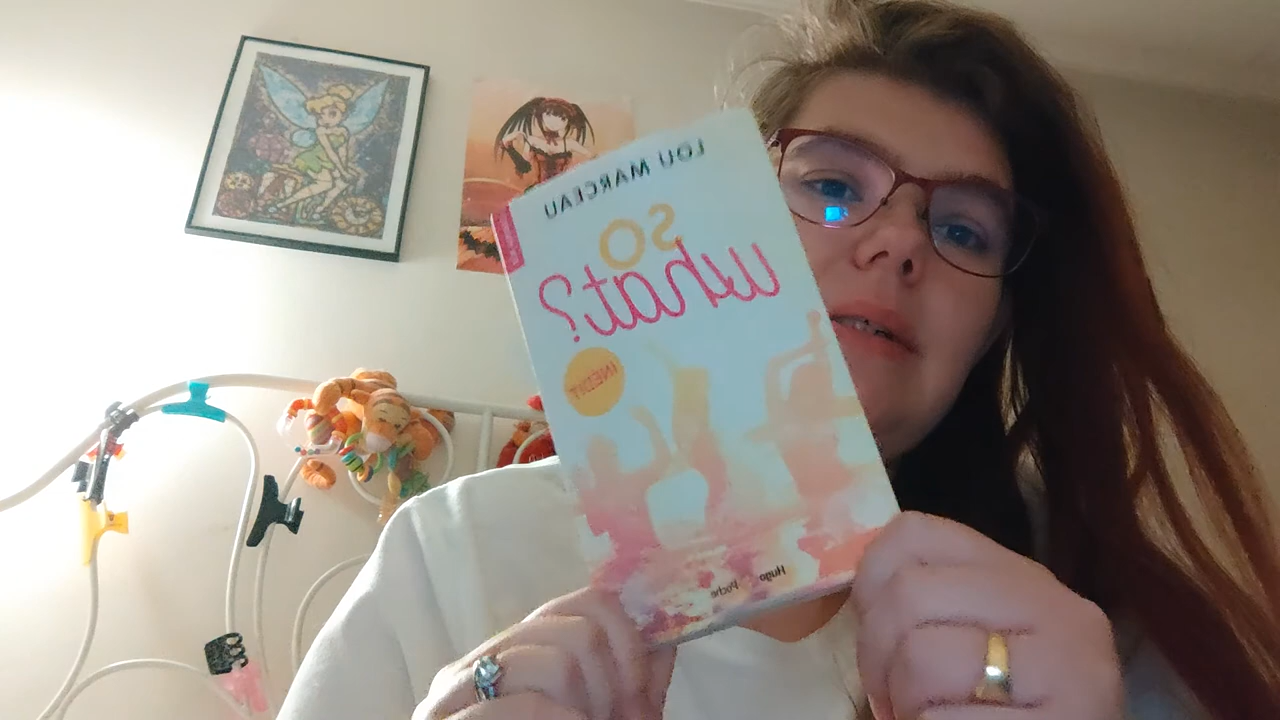 LOU MARCEAU
SO
what?
INÉDIT
Hugo Poche